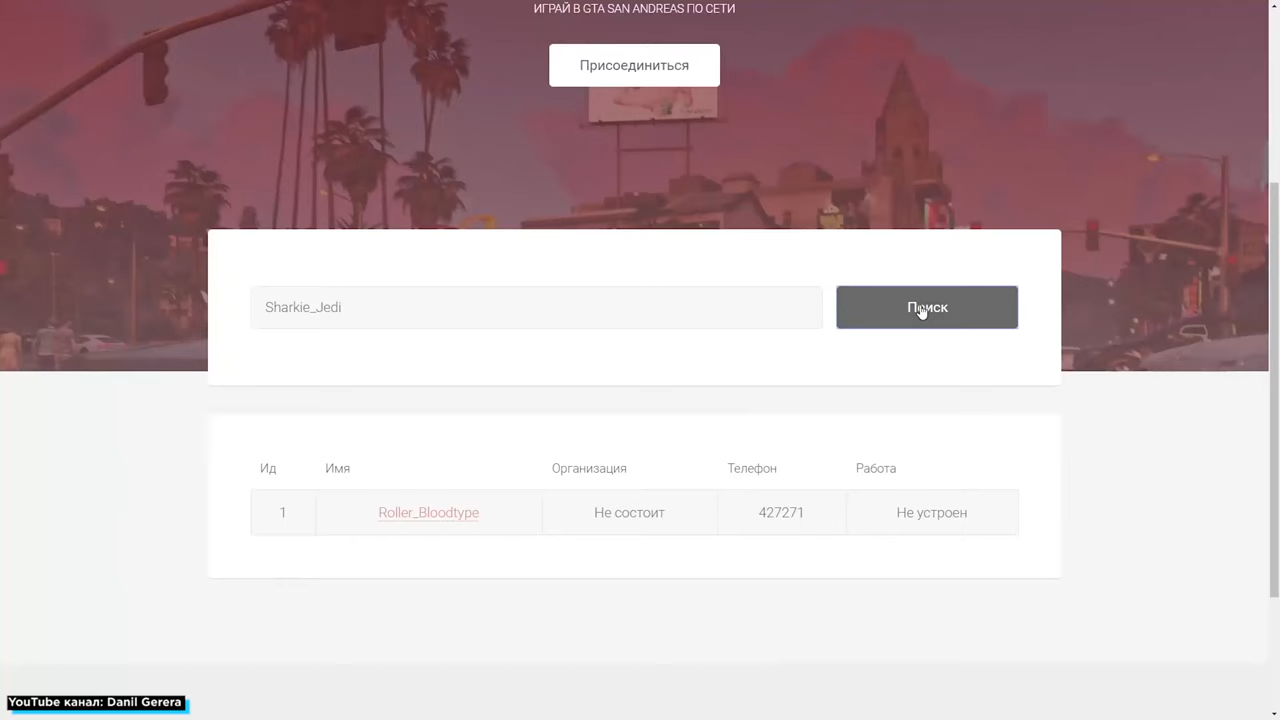 ИГРАЙ В GTA SAN ANDREAS ПО СЕТИ
Присоединиться
Sharkie_Jedi
Поиск
Ид Имя Организация Телефон Работа
1 Roller_Bloodtype Не состоит 427271 Не устроен
YouTube канал: Danil Gerera